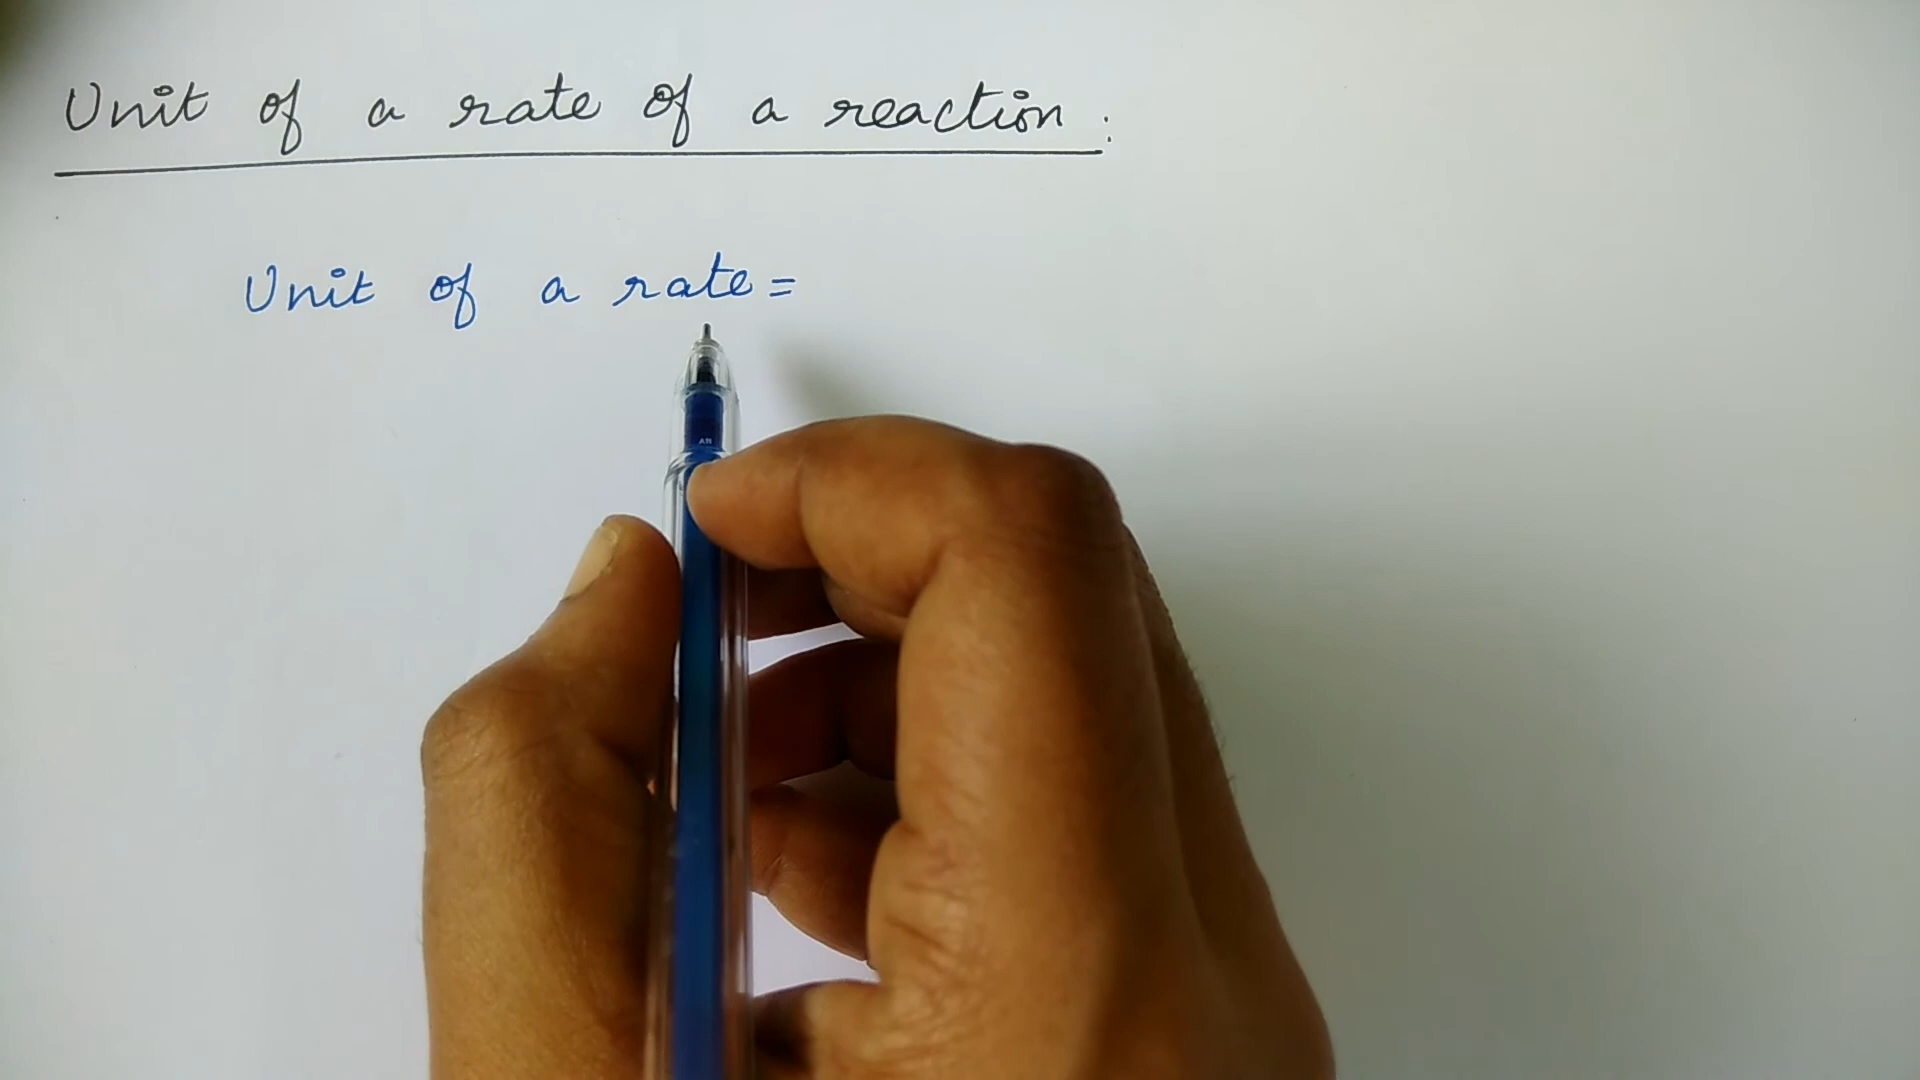 Unit of a rate of a reaction :
Unit of a rate =